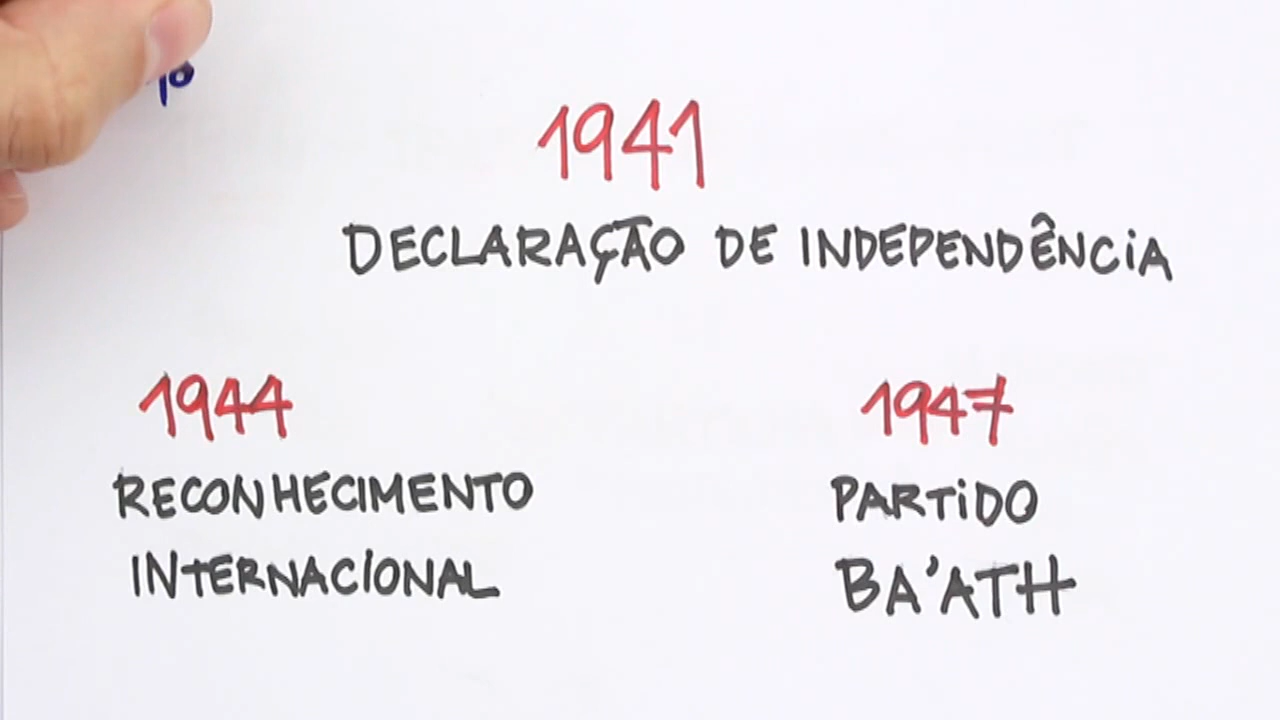 1941
DECLARAÇÃO DE INDEPENDÊNCIA
1944
RECONHECIMENTO
INTERNACIONAL
1947
PARTIDO
BA'ATH